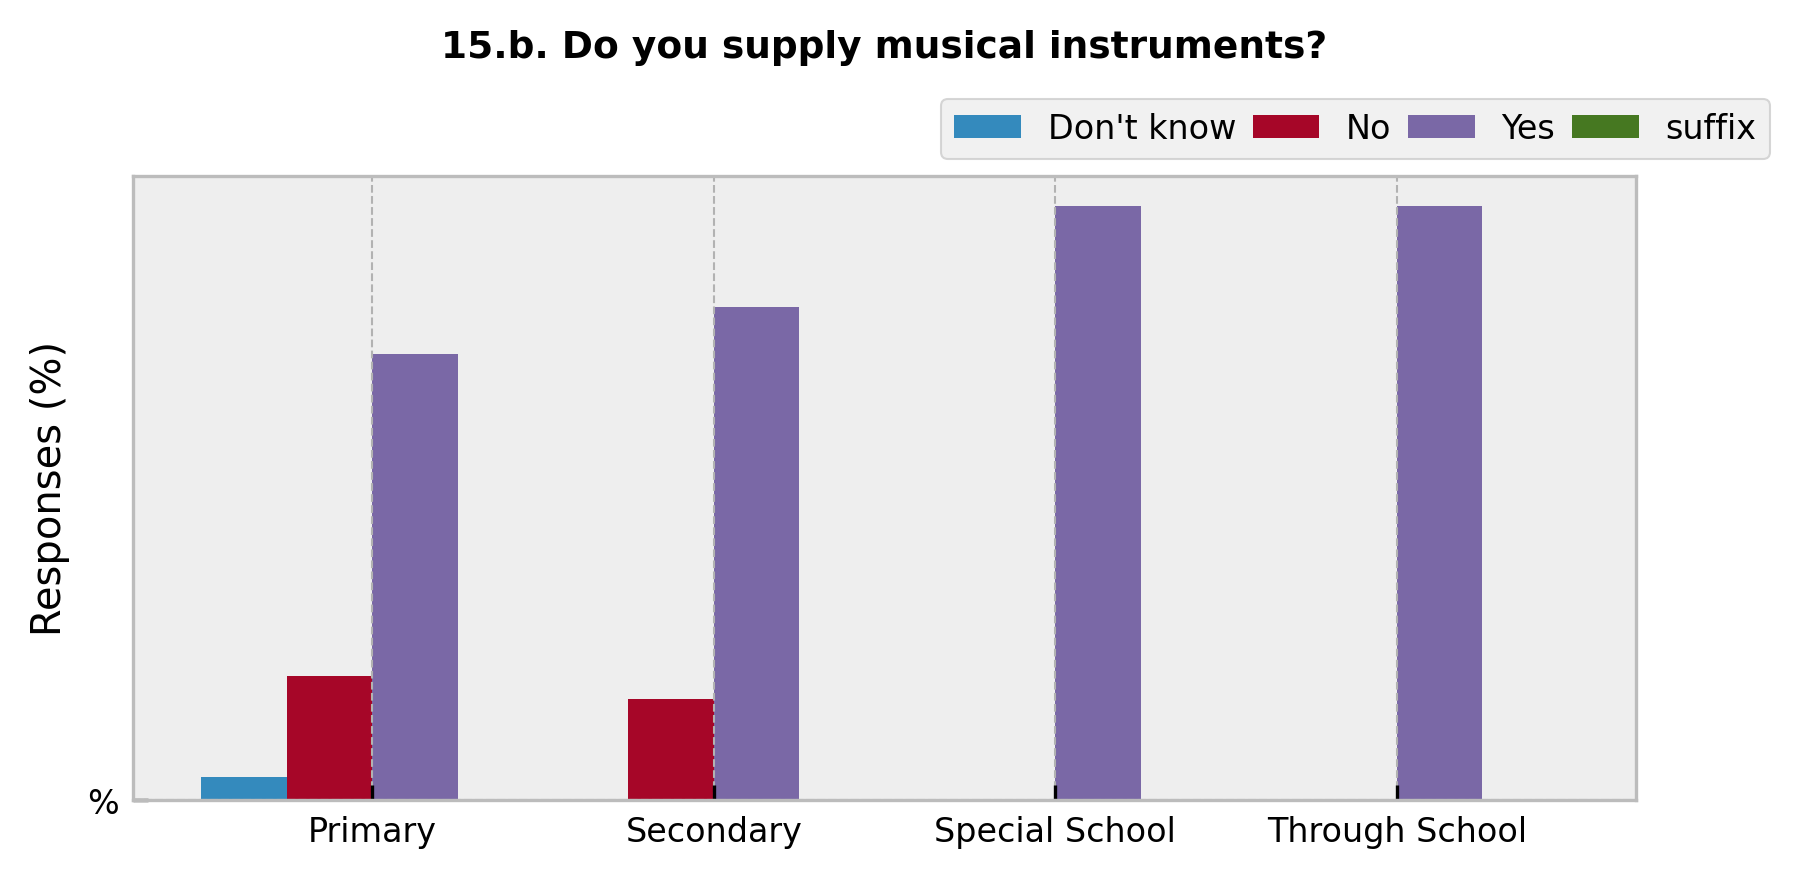 15.b. Do you supply musical instruments?
Don't know No Yes suffix
Responses (%)
%
Primary Secondary Special School Through School